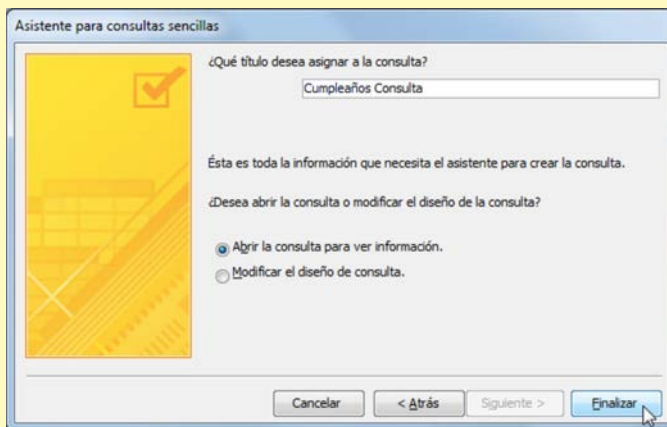 Asistente para consultas sencillas
¿Qué título desea asignar a la consulta?
Cumpleaños Consulta
Ésta es toda la información que necesita el asistente para crear la consulta.
¿Desea abrir la consulta o modificar el diseño de la consulta?
Abrir la consulta para ver información.
Modificar el diseño de consulta.
Cancelar < Atrás Siguiente > Finalizar